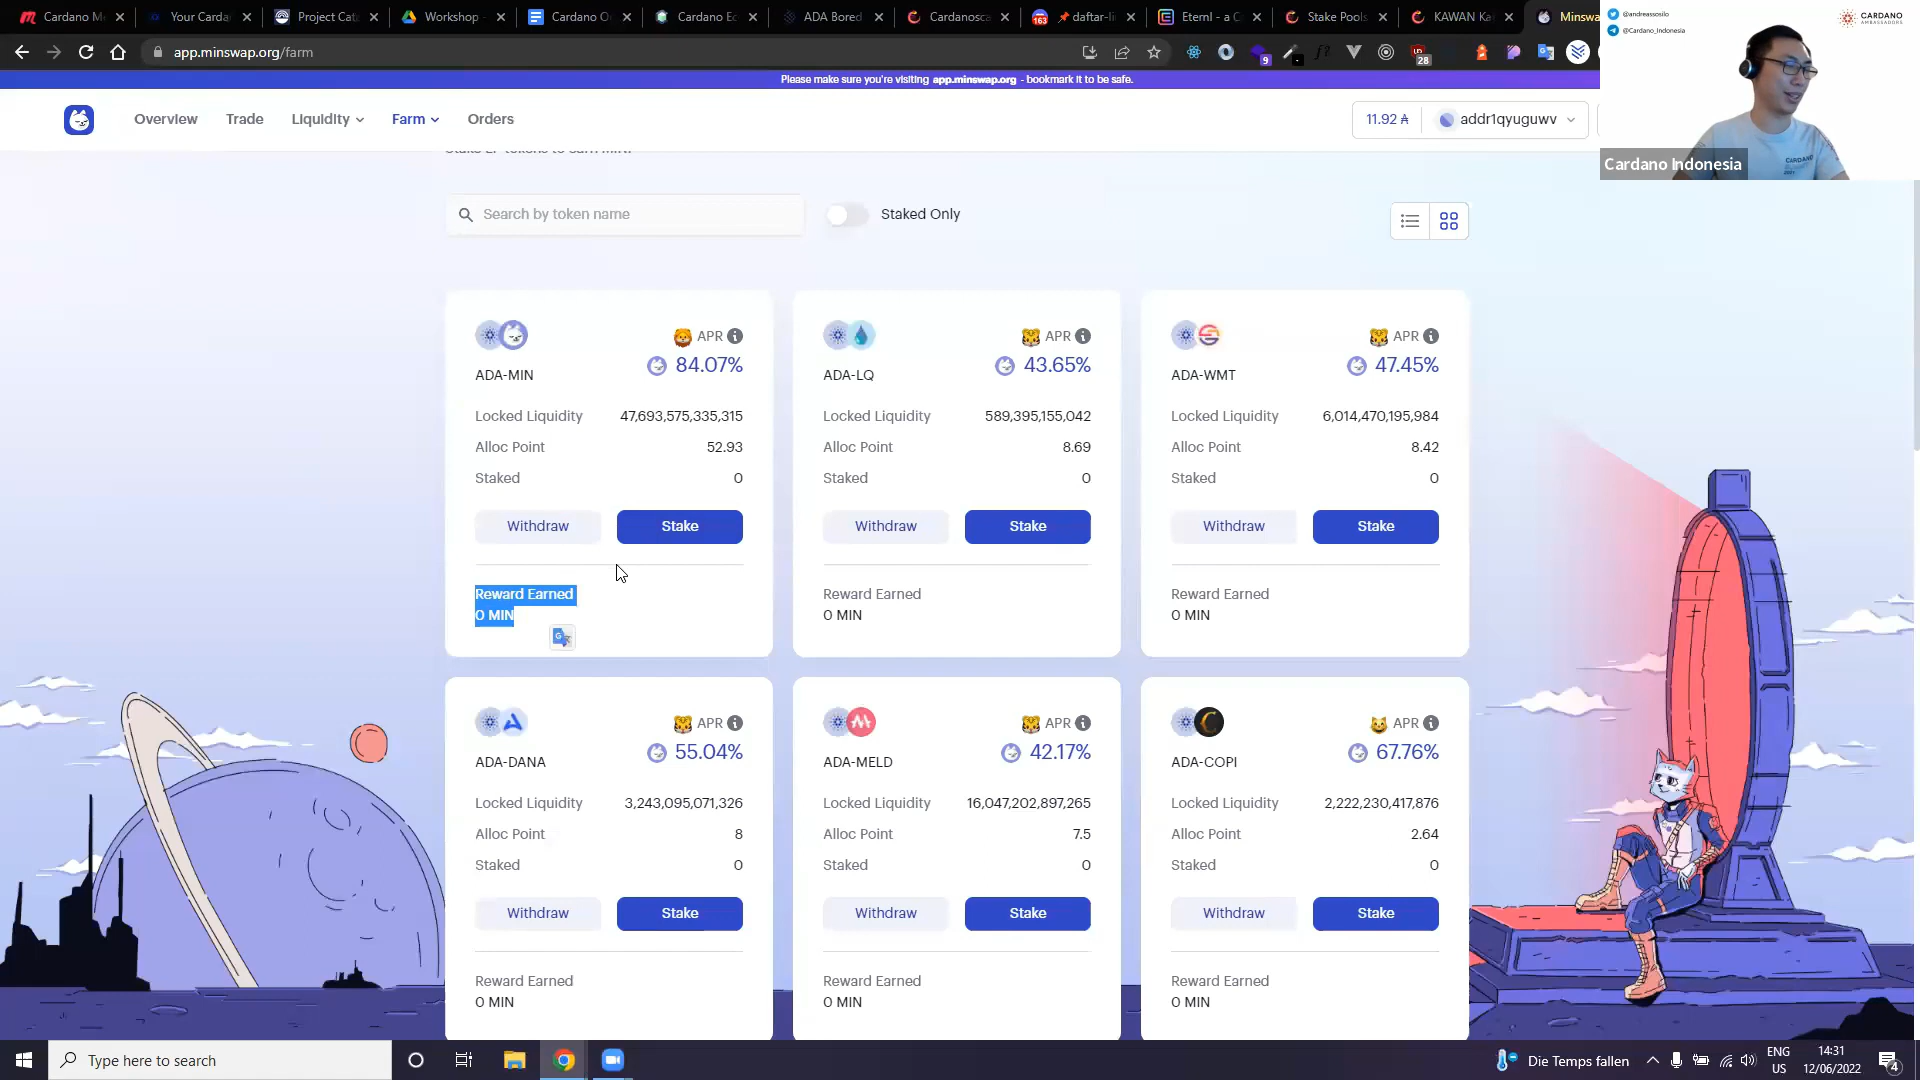 Cardano M
Your Carda
Project Cat
Workshop -
Cardano O
Cardano Ec
ADA Bored
Cardanosca
163
daftar-li
Eternl - a C
Stake Pools
KAWAN Ka
Minswa
app.minswap.org/farm
9
28
Please make sure you're visiting app.minswap.org - bookmark it to be safe.
@andreassosilo
@Cardano_Indonesia
CARDANO
AMBASSADORS
Overview
Trade
Liquidity
Farm
Orders
11.92 ₳
addr1qyuguwv
Cardano Indonesia
Search by token name
Staked Only
ADA-MIN
APR
84.07%
Locked Liquidity 47,693,575,335,315
Alloc Point 52.93
Staked 0
Withdraw Stake
Reward Earned
0 MIN
ADA-LQ
APR
43.65%
Locked Liquidity 589,395,155,042
Alloc Point 8.69
Staked 0
Withdraw Stake
Reward Earned
0 MIN
ADA-WMT
APR
47.45%
Locked Liquidity 6,014,470,195,984
Alloc Point 8.42
Staked 0
Withdraw Stake
Reward Earned
0 MIN
ADA-DANA
APR
55.04%
Locked Liquidity 3,243,095,071,326
Alloc Point 8
Staked 0
Withdraw Stake
Reward Earned
0 MIN
ADA-MELD
APR
42.17%
Locked Liquidity 16,047,202,897,265
Alloc Point 7.5
Staked 0
Withdraw Stake
Reward Earned
0 MIN
ADA-COPI
APR
67.76%
Locked Liquidity 2,222,230,417,876
Alloc Point 2.64
Staked 0
Withdraw Stake
Reward Earned
0 MIN
Type here to search
Die Temps fallen
ENG
US
14:31
12/06/2022
4